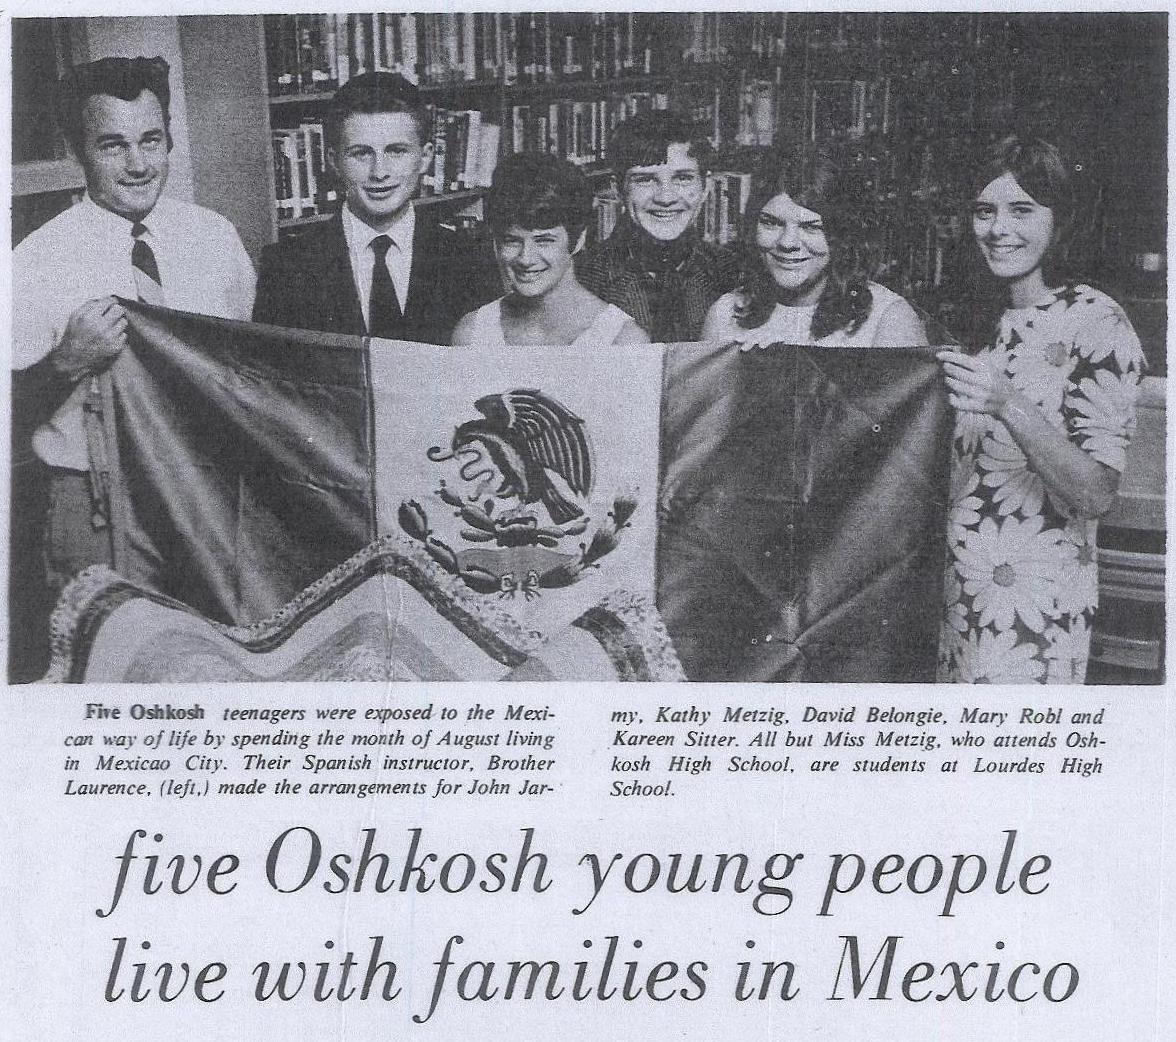 Five Oshkosh teenagers were exposed to the Mexi-
can way of life by spending the month of August living
in Mexicao City. Their Spanish instructor, Brother
Laurence, (left,) made the arrangements for John Jar-
my, Kathy Metzig, David Belongie, Mary Robl and
Kareen Sitter. All but Miss Metzig, who attends Osh-
kosh High School, are students at Lourdes High
School.
five Oshkosh young people
live with families in Mexico